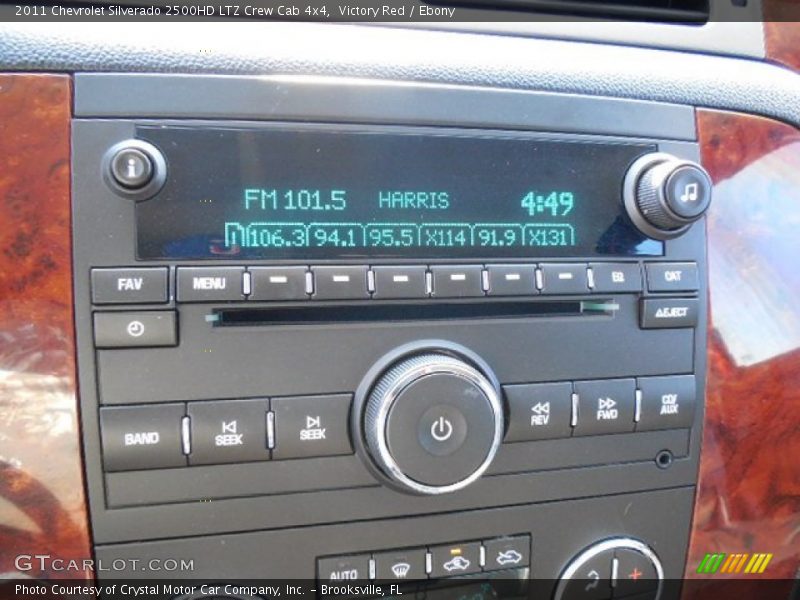 2011 Chevrolet Silverado 2500HD LTZ Crew Cab 4x4, Victory Red / Ebony
i
FM 101.5 HARRIS 4:49
106.3 94.1 95.5 X114 91.9 X131
FAV MENU EQ CAT
EJECT
BAND SEEK SEEK REV FWD CD/AUX
AUTO
GTCARLOT.COM
Photo Courtesy of Crystal Motor Car Company, Inc. – Brooksville, FL